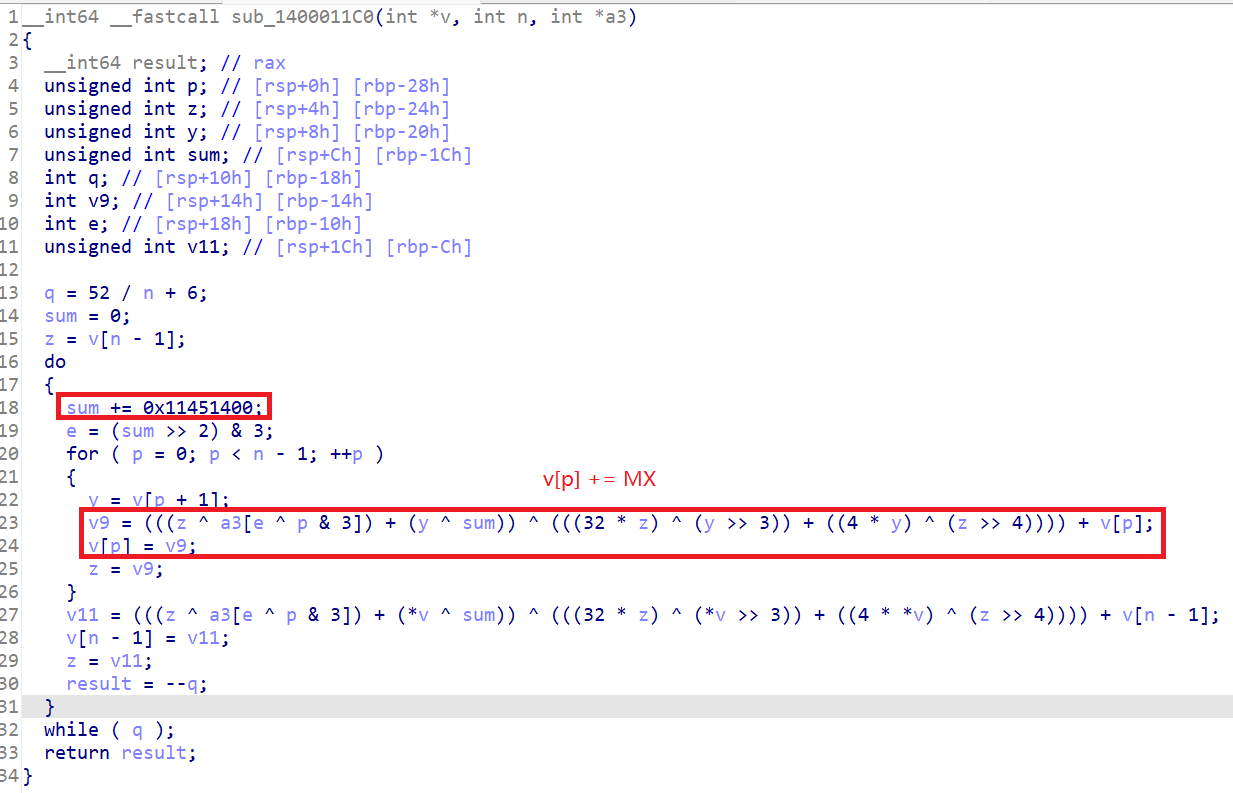 1 __int64 __fastcall sub_1400011C0(int *v, int n, int *a3)
2 {
3 __int64 result; // rax
4 unsigned int p; // [rsp+0h] [rbp-28h]
5 unsigned int z; // [rsp+4h] [rbp-24h]
6 unsigned int y; // [rsp+8h] [rbp-20h]
7 unsigned int sum; // [rsp+Ch] [rbp-1Ch]
8 int q; // [rsp+10h] [rbp-18h]
9 int v9; // [rsp+14h] [rbp-14h]
10 int e; // [rsp+18h] [rbp-10h]
11 unsigned int v11; // [rsp+1Ch] [rbp-Ch]
12
13 q = 52 / n + 6;
14 sum = 0;
15 z = v[n - 1];
16 do
17 {
18 sum += 0x11451400;
19 e = (sum >> 2) & 3;
20 for ( p = 0; p < n - 1; ++p )
21 {
v[p] += MX
22 y = v[p + 1];
23 v9 = (((z ^ a3[e ^ p & 3]) + (y ^ sum)) ^ (((32 * z) ^ (y >> 3)) + ((4 * y) ^ (z >> 4)))) + v[p];
24 v[p] = v9;
25 z = v9;
26 }
27 v11 = (((z ^ a3[e ^ p & 3]) + (*v ^ sum)) ^ (((32 * z) ^ (*v >> 3)) + ((4 * *v) ^ (z >> 4)))) + v[n - 1];
28 v[n - 1] = v11;
29 z = v11;
30 result = --q;
31 }
32 while ( q );
33 return result;
34 }